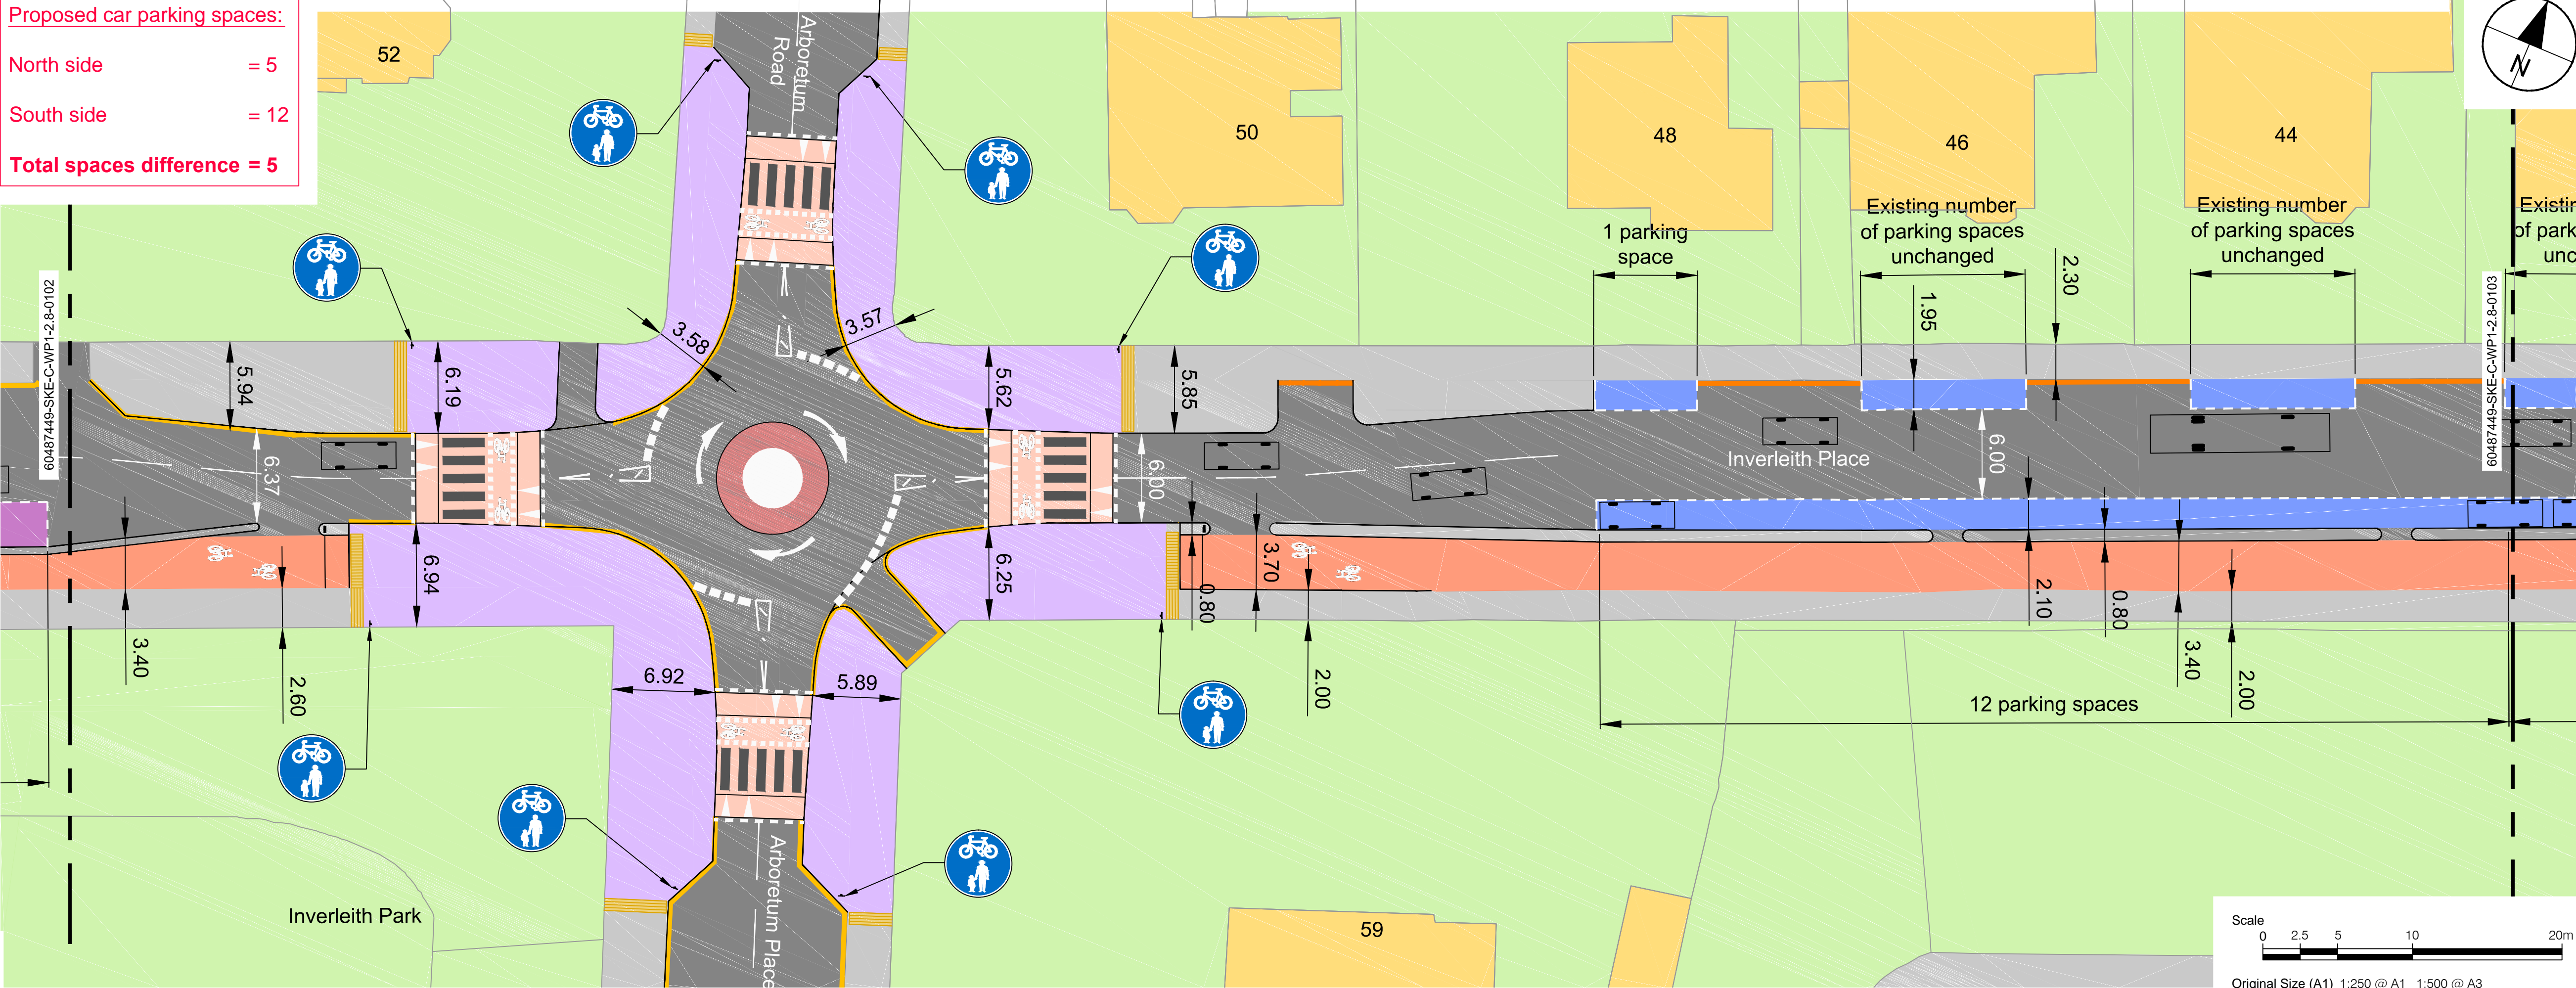 Proposed car parking spaces:
North side = 5
South side = 12
Total spaces difference = 5
52
Arboretum
Road
50
48
46
44
N
1 parking
space
Existing number
of parking spaces
unchanged
Existing number
of parking spaces
unchanged
Existin
of park
unc
60487449-SKE-C-WP1-2.8-0102
60487449-SKE-C-WP1-2.8-0103
5.94
6.19
3.58
3.57
5.62
5.85
1.95
2.30
6.37
6.00
Inverleith Place
6.00
3.40
2.60
6.94
6.92
5.89
6.25
0.80
3.70
2.00
2.10
0.80
3.40
2.00
12 parking spaces
Inverleith Park
Arboretum Place
59
Scale
0 2.5 5 10 20m
Original Size (A1) 1:250 @ A1 1:500 @ A3